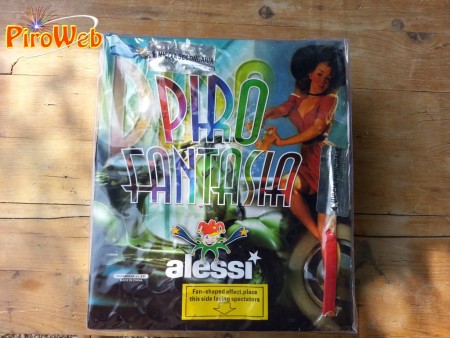 PiroWeb
PIRO
FANTASIA
alessi
Fan-shaped effect,place
this side facing spectators